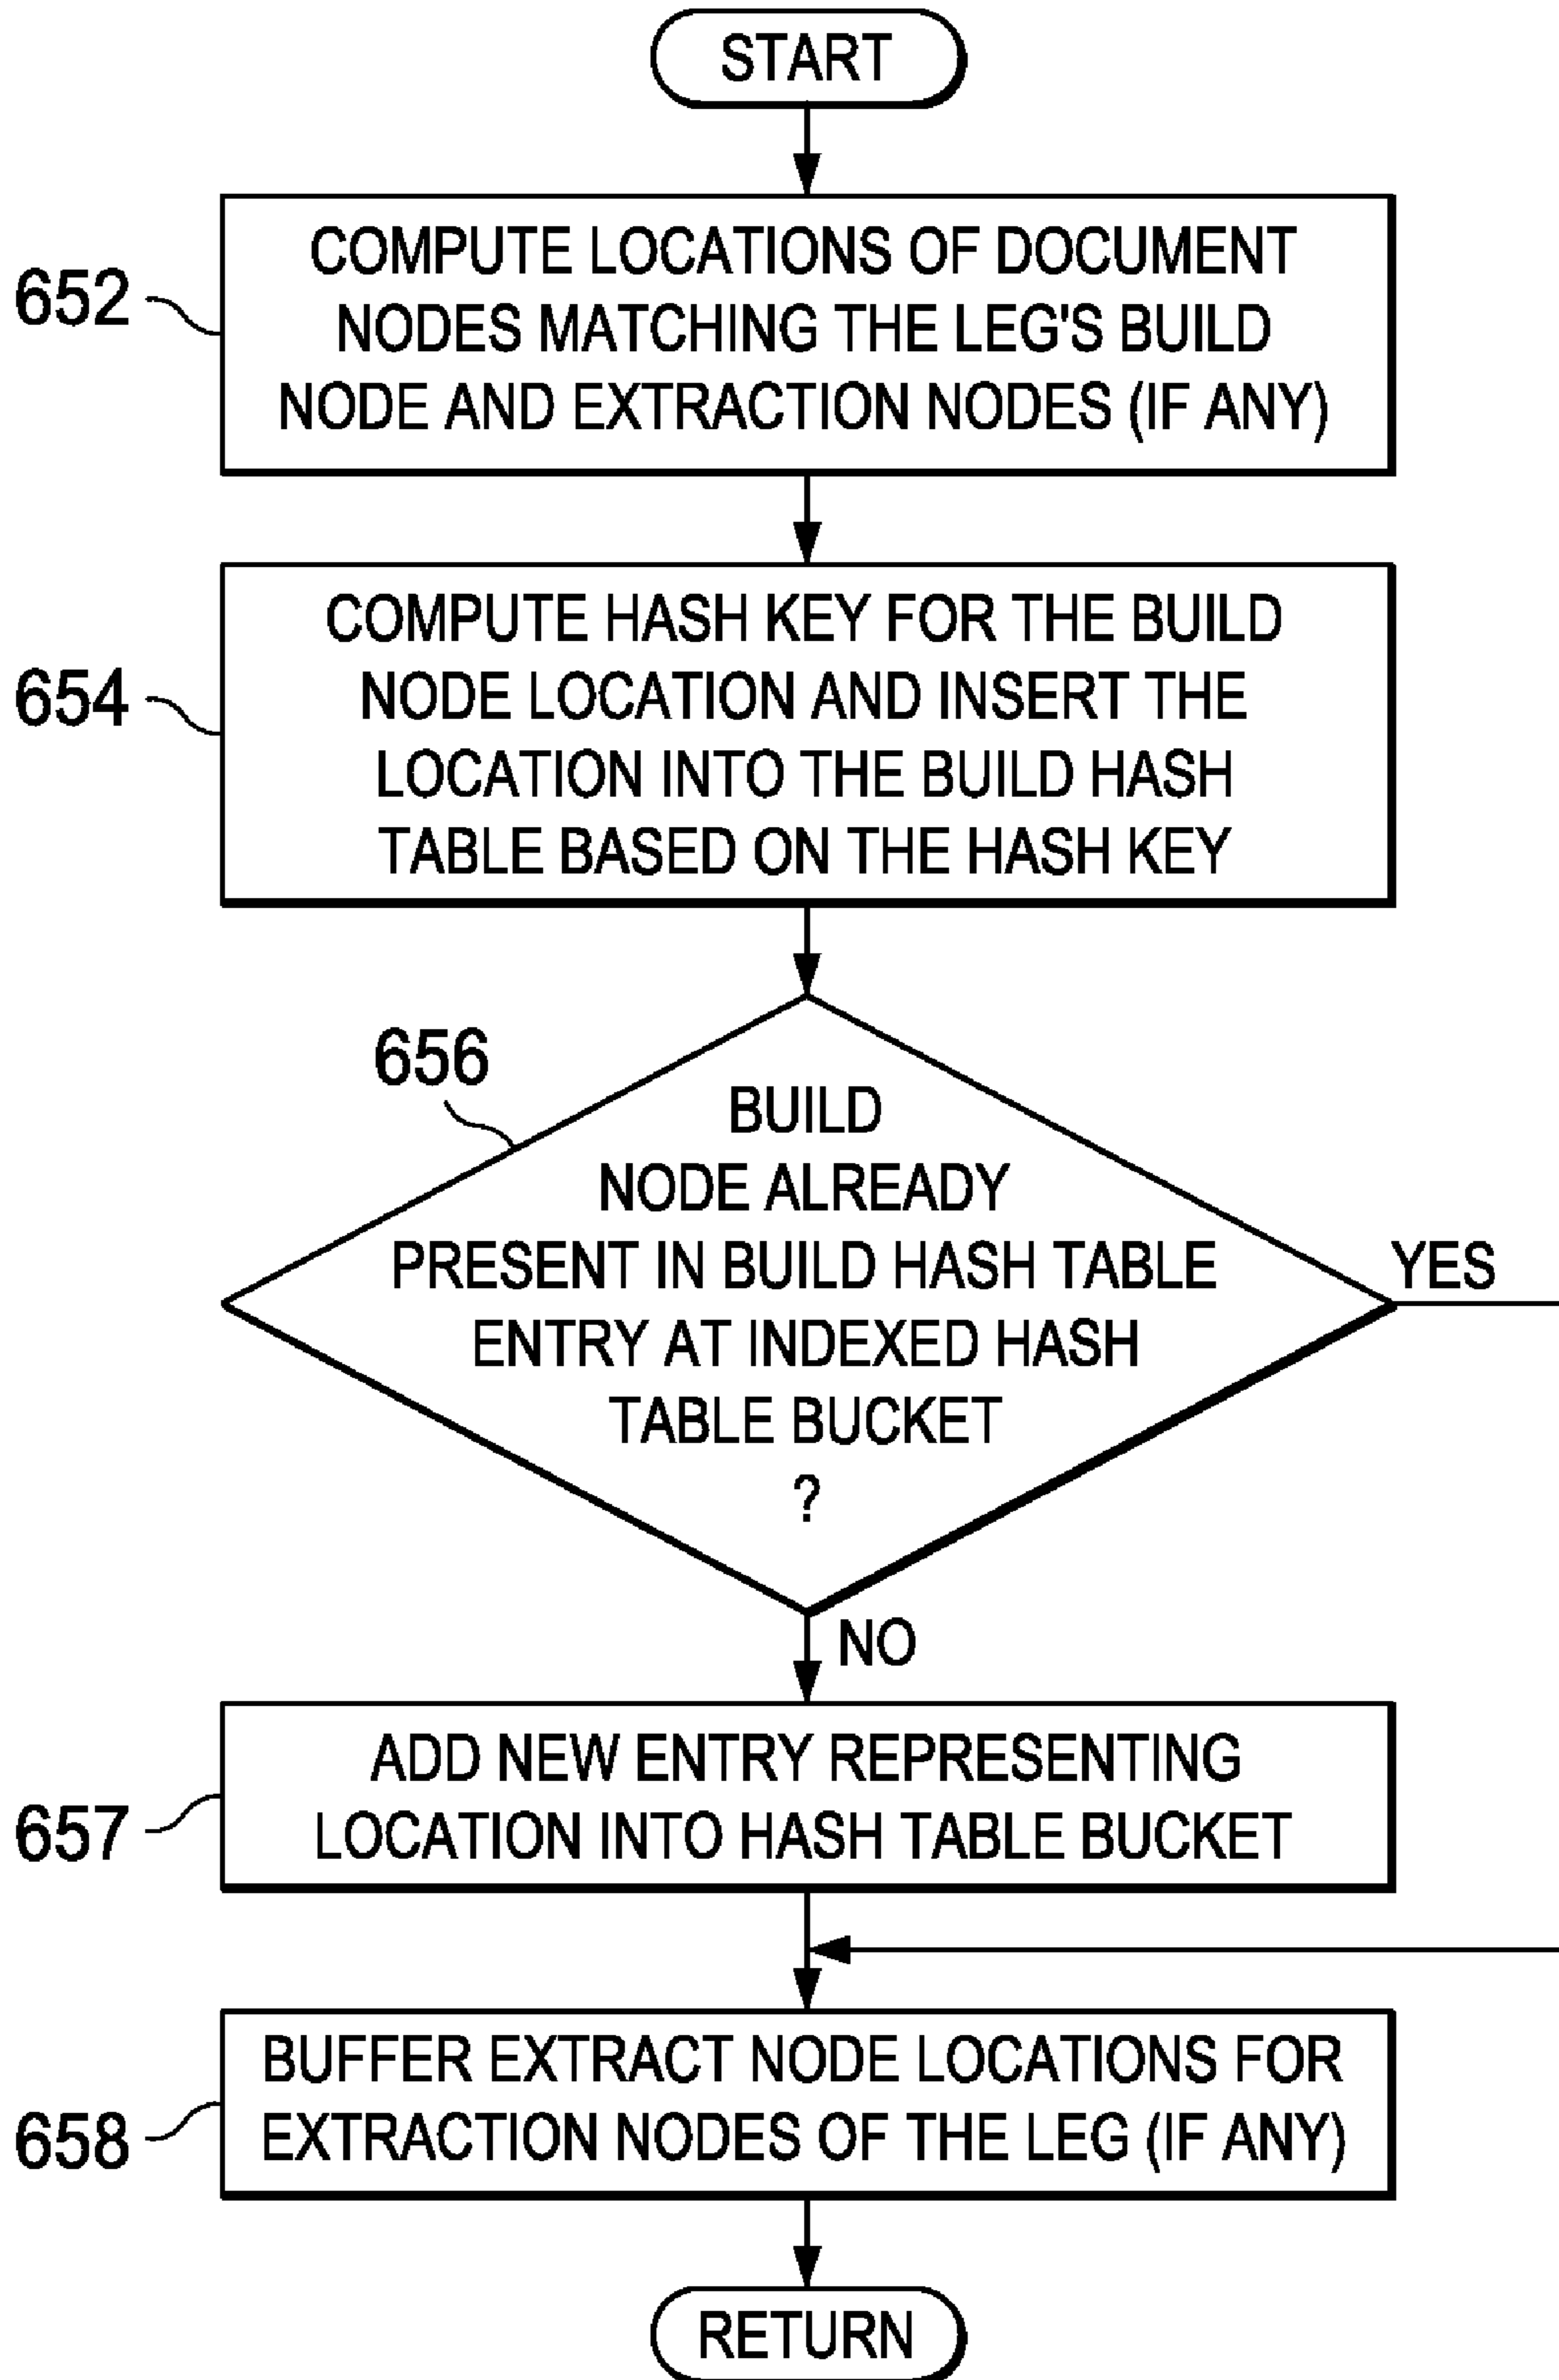 START
652
COMPUTE LOCATIONS OF DOCUMENT
NODES MATCHING THE LEG'S BUILD
NODE AND EXTRACTION NODES (IF ANY)
654
COMPUTE HASH KEY FOR THE BUILD
NODE LOCATION AND INSERT THE
LOCATION INTO THE BUILD HASH
TABLE BASED ON THE HASH KEY
656
BUILD
NODE ALREADY
PRESENT IN BUILD HASH TABLE
ENTRY AT INDEXED HASH
TABLE BUCKET
?
YES
NO
657
ADD NEW ENTRY REPRESENTING
LOCATION INTO HASH TABLE BUCKET
658
BUFFER EXTRACT NODE LOCATIONS FOR
EXTRACTION NODES OF THE LEG (IF ANY)
RETURN